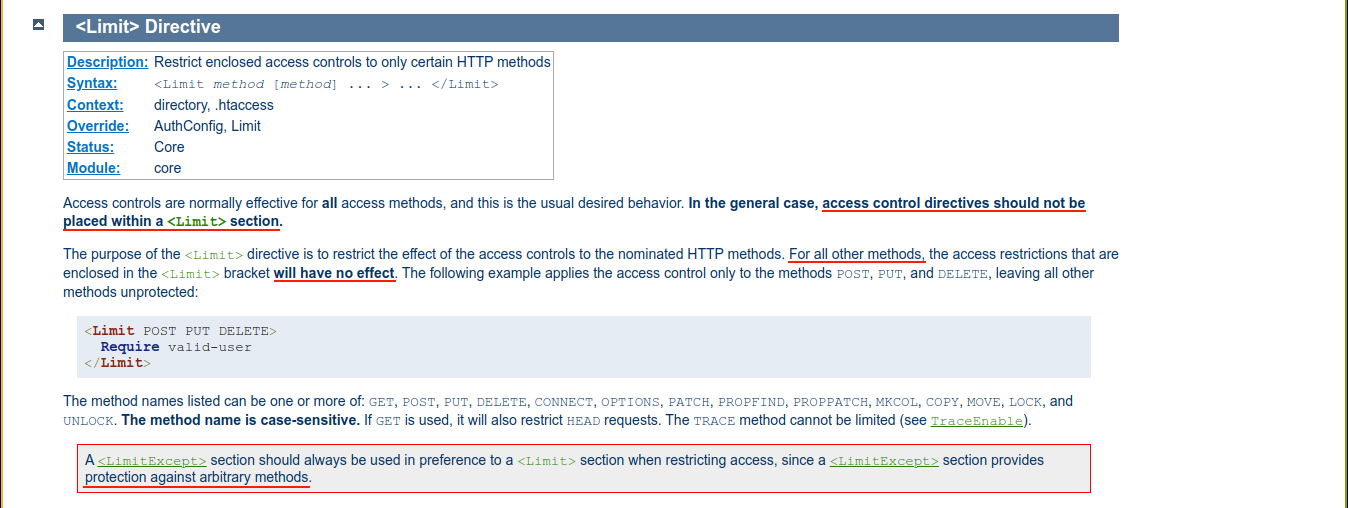 <Limit> Directive
Description: Restrict enclosed access controls to only certain HTTP methods
Syntax: <Limit method [method] ... > ... </Limit>
Context: directory, .htaccess
Override: AuthConfig, Limit
Status: Core
Module: core
Access controls are normally effective for all access methods, and this is the usual desired behavior. In the general case, access control directives should not be
placed within a <Limit> section.
The purpose of the <Limit> directive is to restrict the effect of the access controls to the nominated HTTP methods. For all other methods, the access restrictions that are
enclosed in the <Limit> bracket will have no effect. The following example applies the access control only to the methods POST, PUT, and DELETE, leaving all other
methods unprotected:
<Limit POST PUT DELETE>
Require valid-user
</Limit>
The method names listed can be one or more of: GET, POST, PUT, DELETE, CONNECT, OPTIONS, PATCH, PROPFIND, PROPPATCH, MKCOL, COPY, MOVE, LOCK, and
UNLOCK. The method name is case-sensitive. If GET is used, it will also restrict HEAD requests. The TRACE method cannot be limited (see TraceEnable).
A <LimitExcept> section should always be used in preference to a <Limit> section when restricting access, since a <LimitExcept> section provides
protection against arbitrary methods.